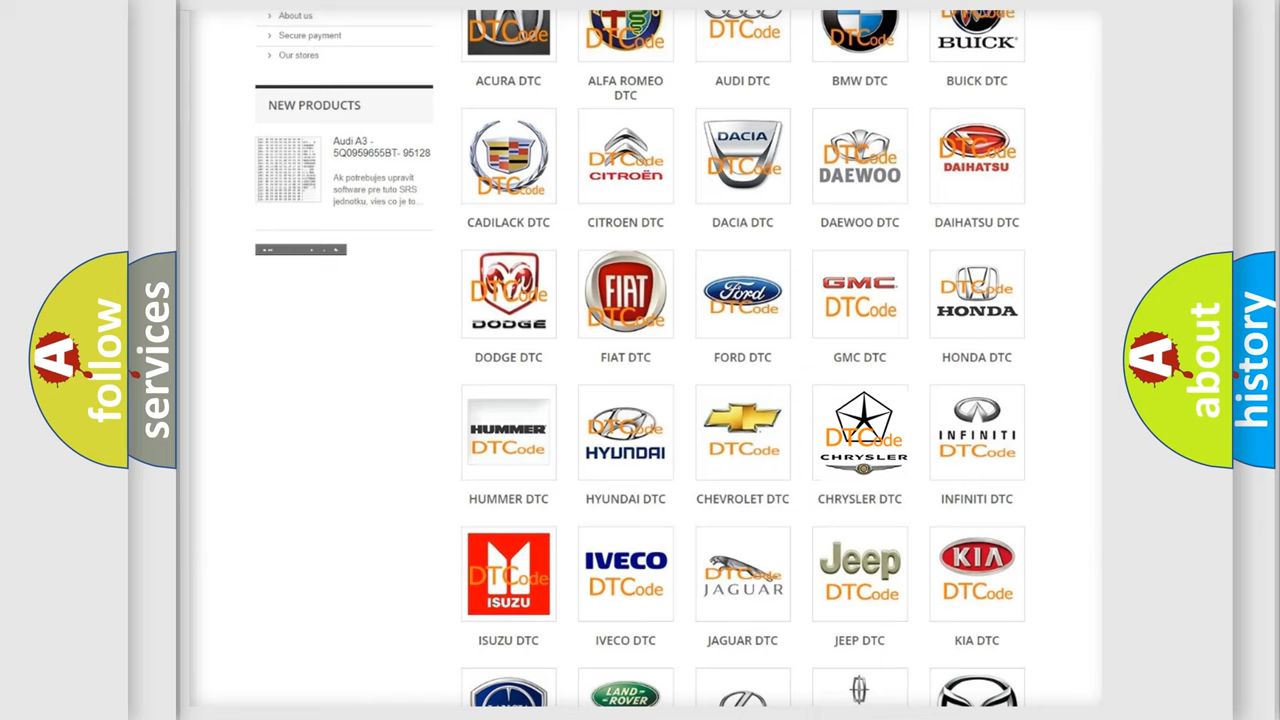 About us
Secure payment
Our stores
NEW PRODUCTS
Audi A3 -
5Q0959655BT- 95128
Ak potrebujes upravit
software pre tuto SRS
jednotku, vies co je to...
DTCode
DTCode
DTCode
DTCode
BUICK
ACURA DTC
ALFA ROMEO
DTC
AUDI DTC
BMW DTC
BUICK DTC
DTCode
DTCode
CITROËN
DACIA
DTCode
DTCode
DAEWOO
DTCode
DAIHATSU
CADILACK DTC
CITROEN DTC
DACIA DTC
DAEWOO DTC
DAIHATSU DTC
DTCode
DODGE
FIAT
DTCode
Ford
DTCode
GMC
DTCode
DTCode
HONDA
DODGE DTC
FIAT DTC
FORD DTC
GMC DTC
HONDA DTC
HUMMER
DTCode
DTCode
HYUNDAI
DTCode
DTCode
CHRYSLER
INFINITI
DTCode
HUMMER DTC
HYUNDAI DTC
CHEVROLET DTC
CHRYSLER DTC
INFINITI DTC
DTCode
ISUZU
IVECO
DTCode
DTCode
JAGUAR
Jeep
DTCode
KIA
DTCode
ISUZU DTC
IVECO DTC
JAGUAR DTC
JEEP DTC
KIA DTC
LAND-
ROVER
A
follow
services
A
about
history